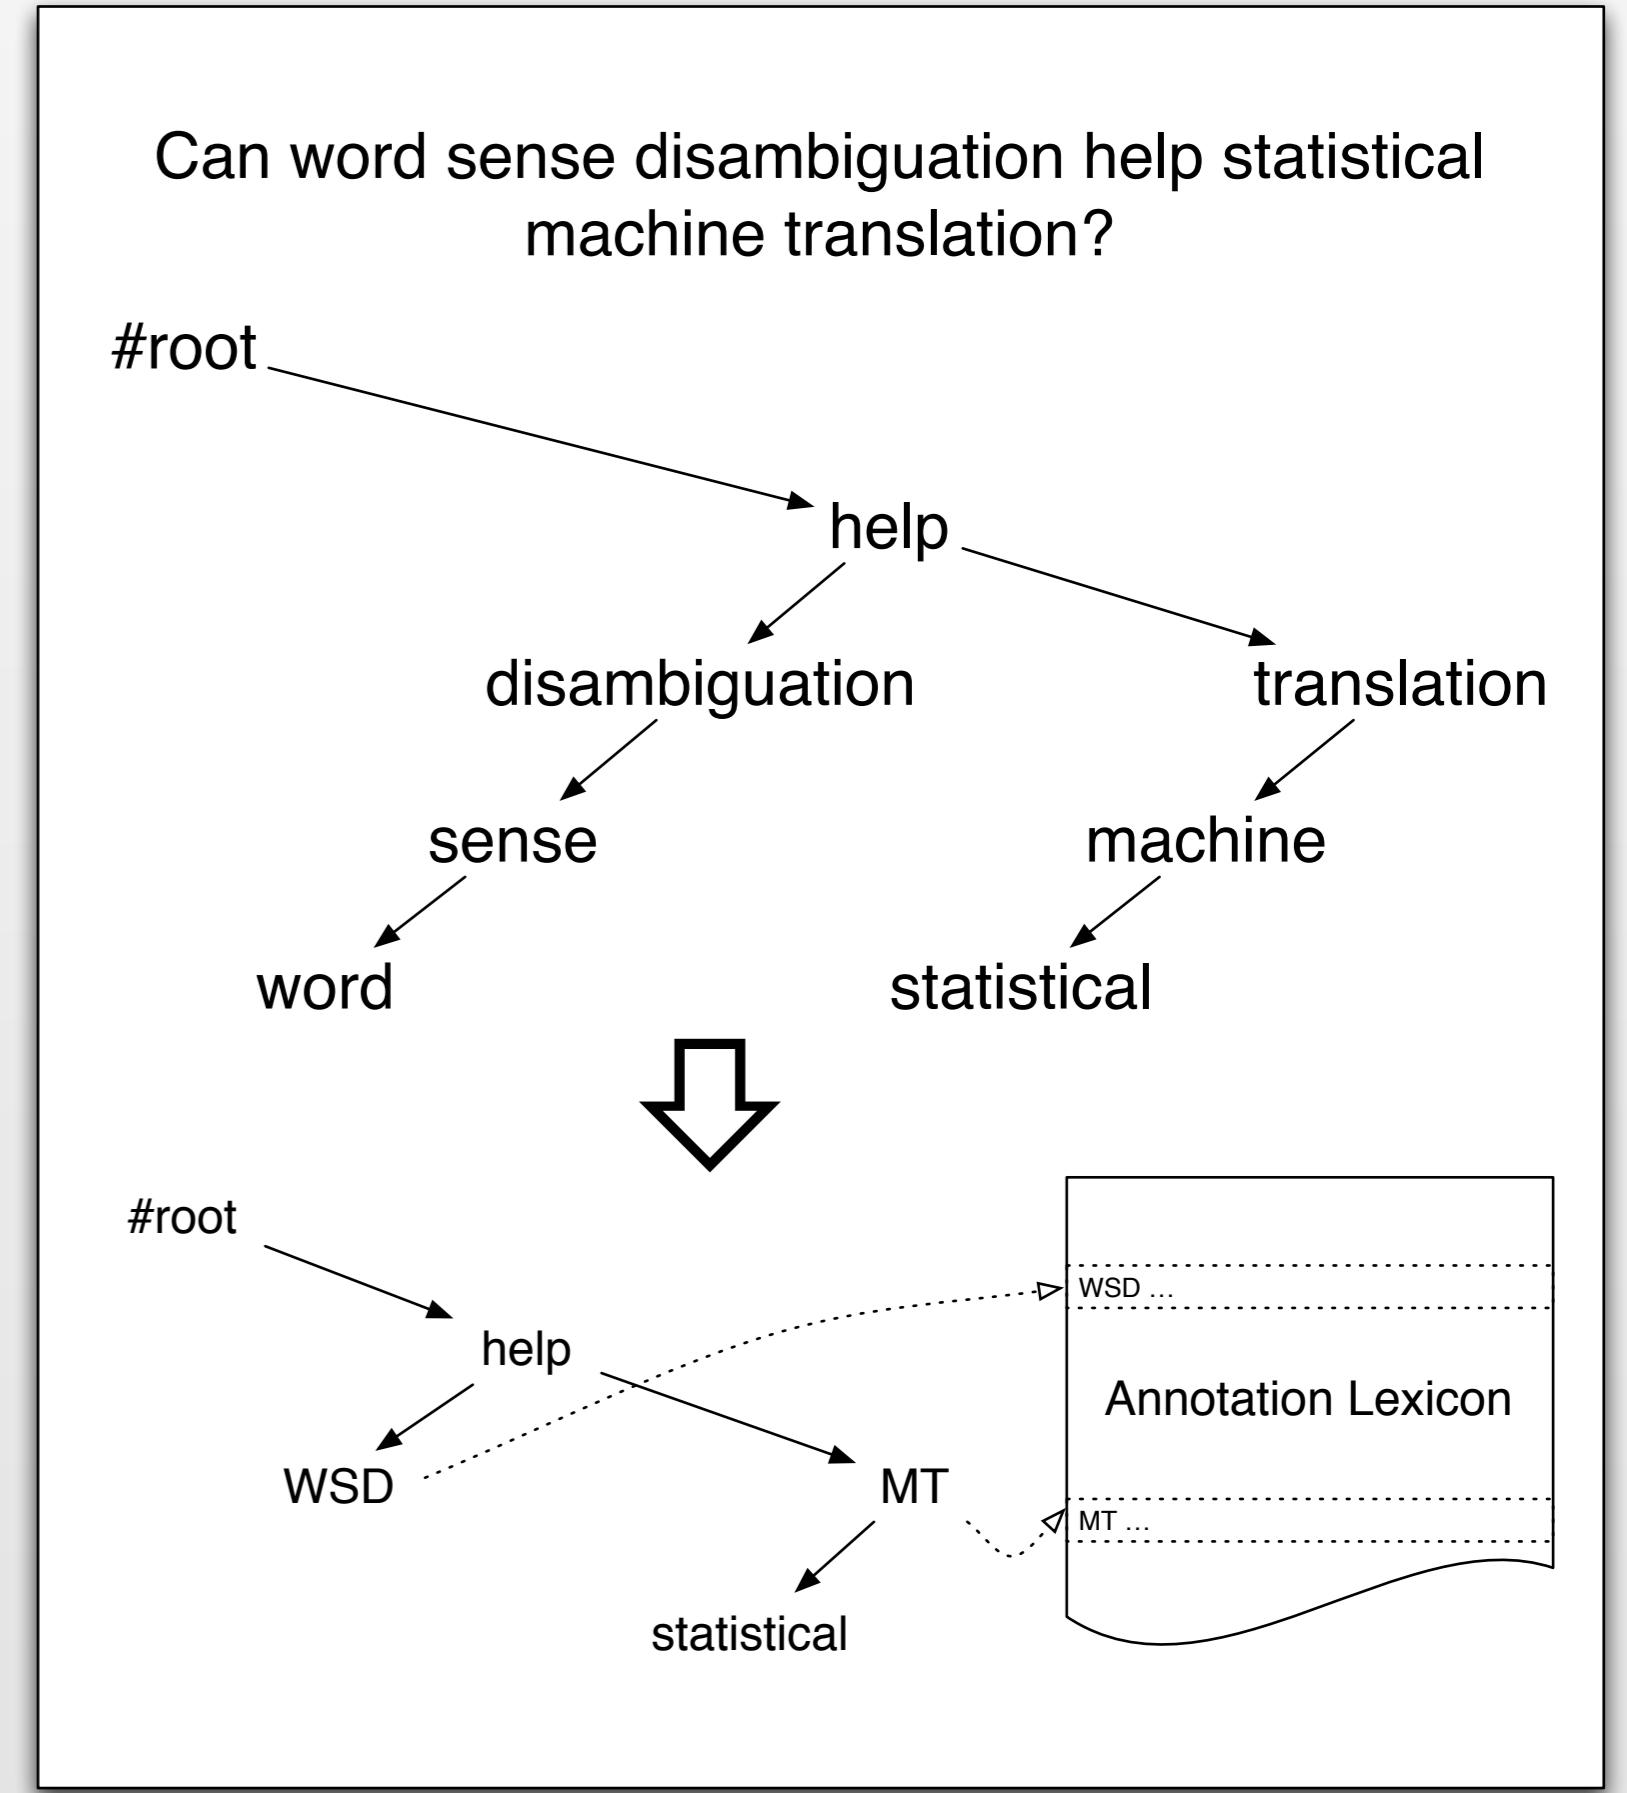 Can word sense disambiguation help statistical
machine translation?
#root
help
disambiguation
translation
sense
machine
word
statistical
#root
help
WSD
MT
statistical
WSD ...
Annotation Lexicon
MT ...